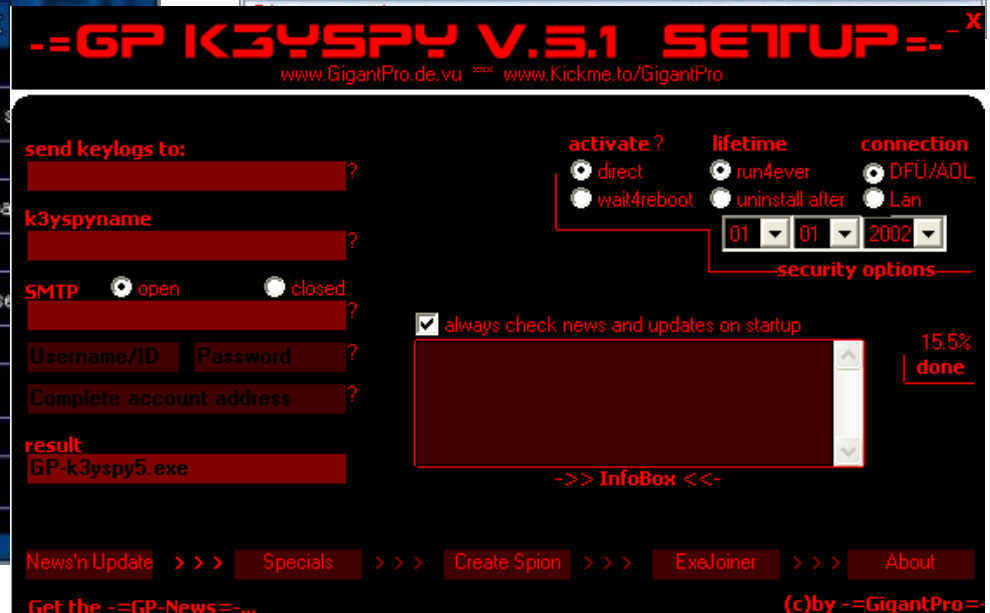 -=GP K3YSPY V.5.1 SETUP=-
_ X
www.GigantPro.de.vu *** www.Kickme.to/GigantPro
send keylogs to:
?
k3yspyname
?
SMTP open closed
?
Username/ID Password ?
Complete account address ?
result
GP-k3yspy5.exe
activate ? lifetime connection
direct run4ever DFÜ/AOL
wait4reboot uninstall after Lan
01 01 2002
security options
always check news and updates on startup
15.5%
done
->> InfoBox <<-
News'n Update > > > Specials > > > Create Spion > > > ExeJoiner > > > About
Get the -=GP-News=-... (c)by -=GigantPro=-